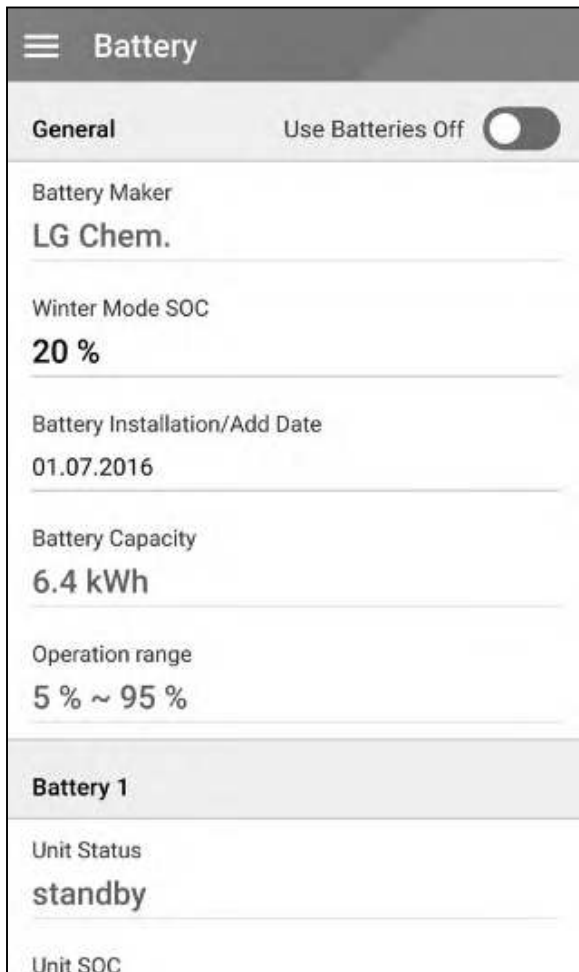 Battery
General
Use Batteries Off
Battery Maker
LG Chem.
Winter Mode SOC
20 %
Battery Installation/Add Date
01.07.2016
Battery Capacity
6.4 kWh
Operation range
5 % ~ 95 %
Battery 1
Unit Status
standby
Unit SOC